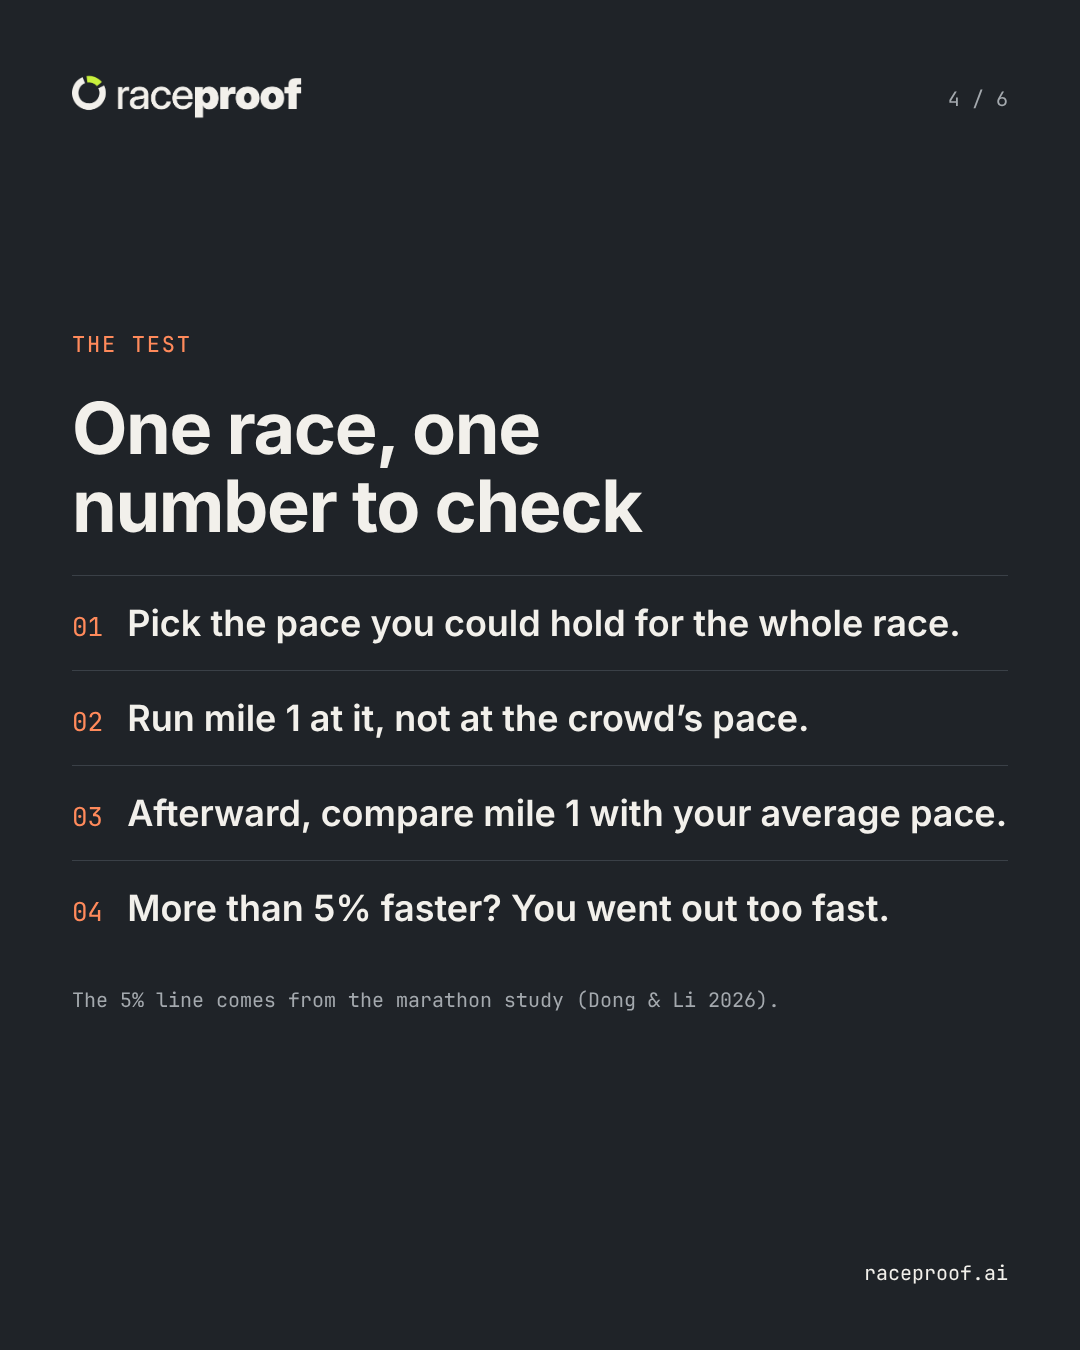 raceproof
4 / 6
THE TEST
One race, one
number to check
01 Pick the pace you could hold for the whole race.
02 Run mile 1 at it, not at the crowd’s pace.
03 Afterward, compare mile 1 with your average pace.
04 More than 5% faster? You went out too fast.
The 5% line comes from the marathon study (Dong & Li 2026).
raceproof.ai